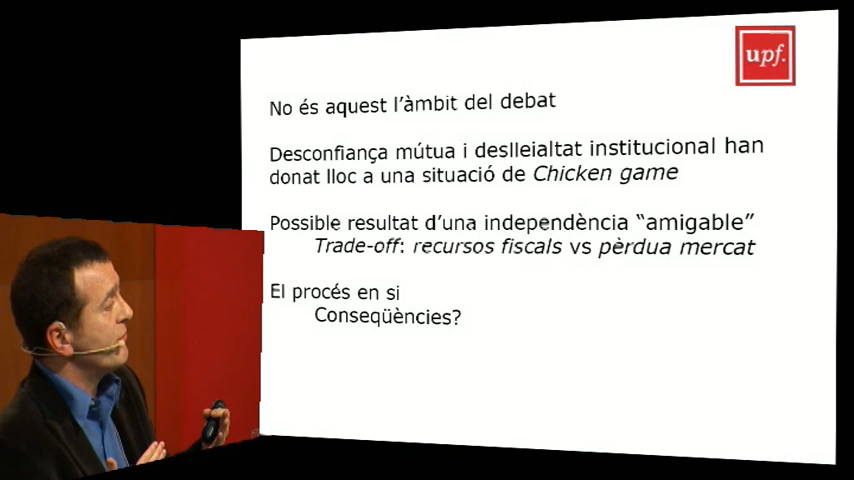 upf.
No és aquest l'àmbit del debat
Desconfiança mútua i deslleialtat institucional han
donat lloc a una situació de Chicken game
Possible resultat d'una independència “amigable”
Trade-off: recursos fiscals vs pèrdua mercat
El procés en si
Conseqüències?